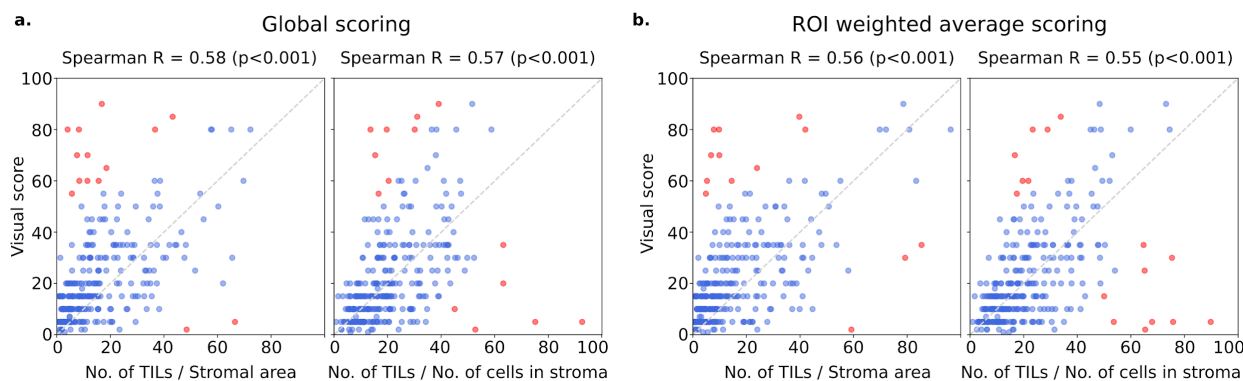 a.
Global scoring
b.
ROI weighted average scoring
Spearman R = 0.58 (p<0.001)
Spearman R = 0.57 (p<0.001)
Spearman R = 0.56 (p<0.001)
Spearman R = 0.55 (p<0.001)
Visual score
100
80
60
40
20
0
0 20 40 60 80
No. of TILs / Stromal area
0 20 40 60 80 100
No. of TILs / No. of cells in stroma
Visual score
100
80
60
40
20
0
0 20 40 60 80
No. of TILs / Stromal area
0 20 40 60 80 100
No. of TILs / No. of cells in stroma